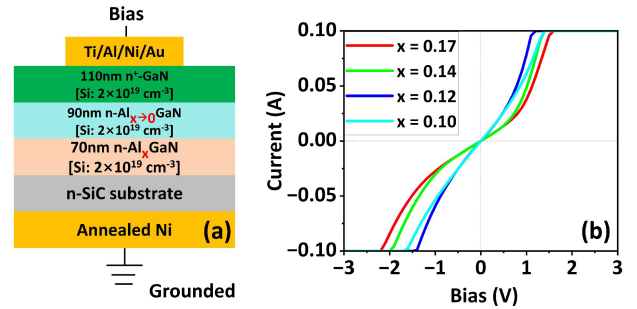 Bias
Ti/Al/Ni/Au
110nm n⁺-GaN
[Si: 2×10¹⁹ cm⁻³]
90nm n-Alₓ→₀GaN
[Si: 2×10¹⁹ cm⁻³]
70nm n-AlₓGaN
[Si: 2×10¹⁹ cm⁻³]
n-SiC substrate
Annealed Ni
(a)
Grounded
Current (A)
0.10
0.05
0.00
−0.05
−0.10
x = 0.17
x = 0.14
x = 0.12
x = 0.10
(b)
−3 −2 −1 0 1 2 3
Bias (V)